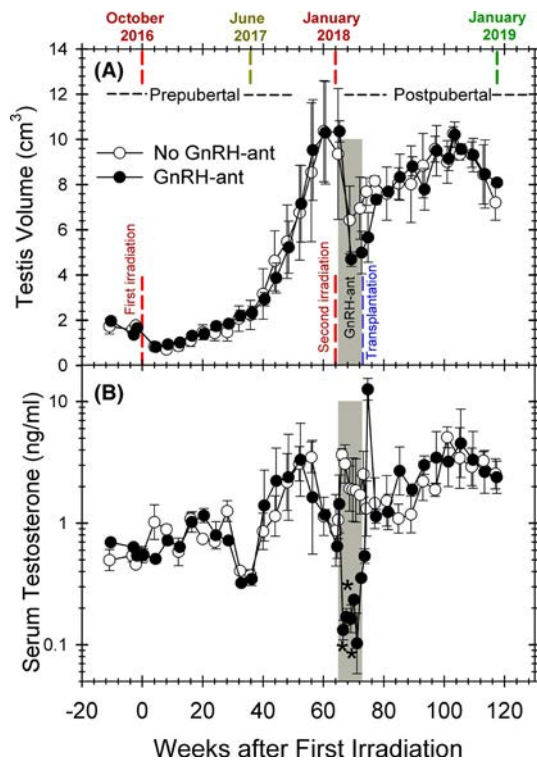 October 2016
June 2017
January 2018
January 2019
(A)
Prepubertal
Postpubertal
No GnRH-ant
GnRH-ant
Testis Volume (cm³)
14
12
10
8
6
4
2
0
First irradiation
Second irradiation
GnRH-ant
Transplantation
(B)
Serum Testosterone (ng/ml)
10
1
0.1
*
*
*
-20
0
20
40
60
80
100
120
Weeks after First Irradiation